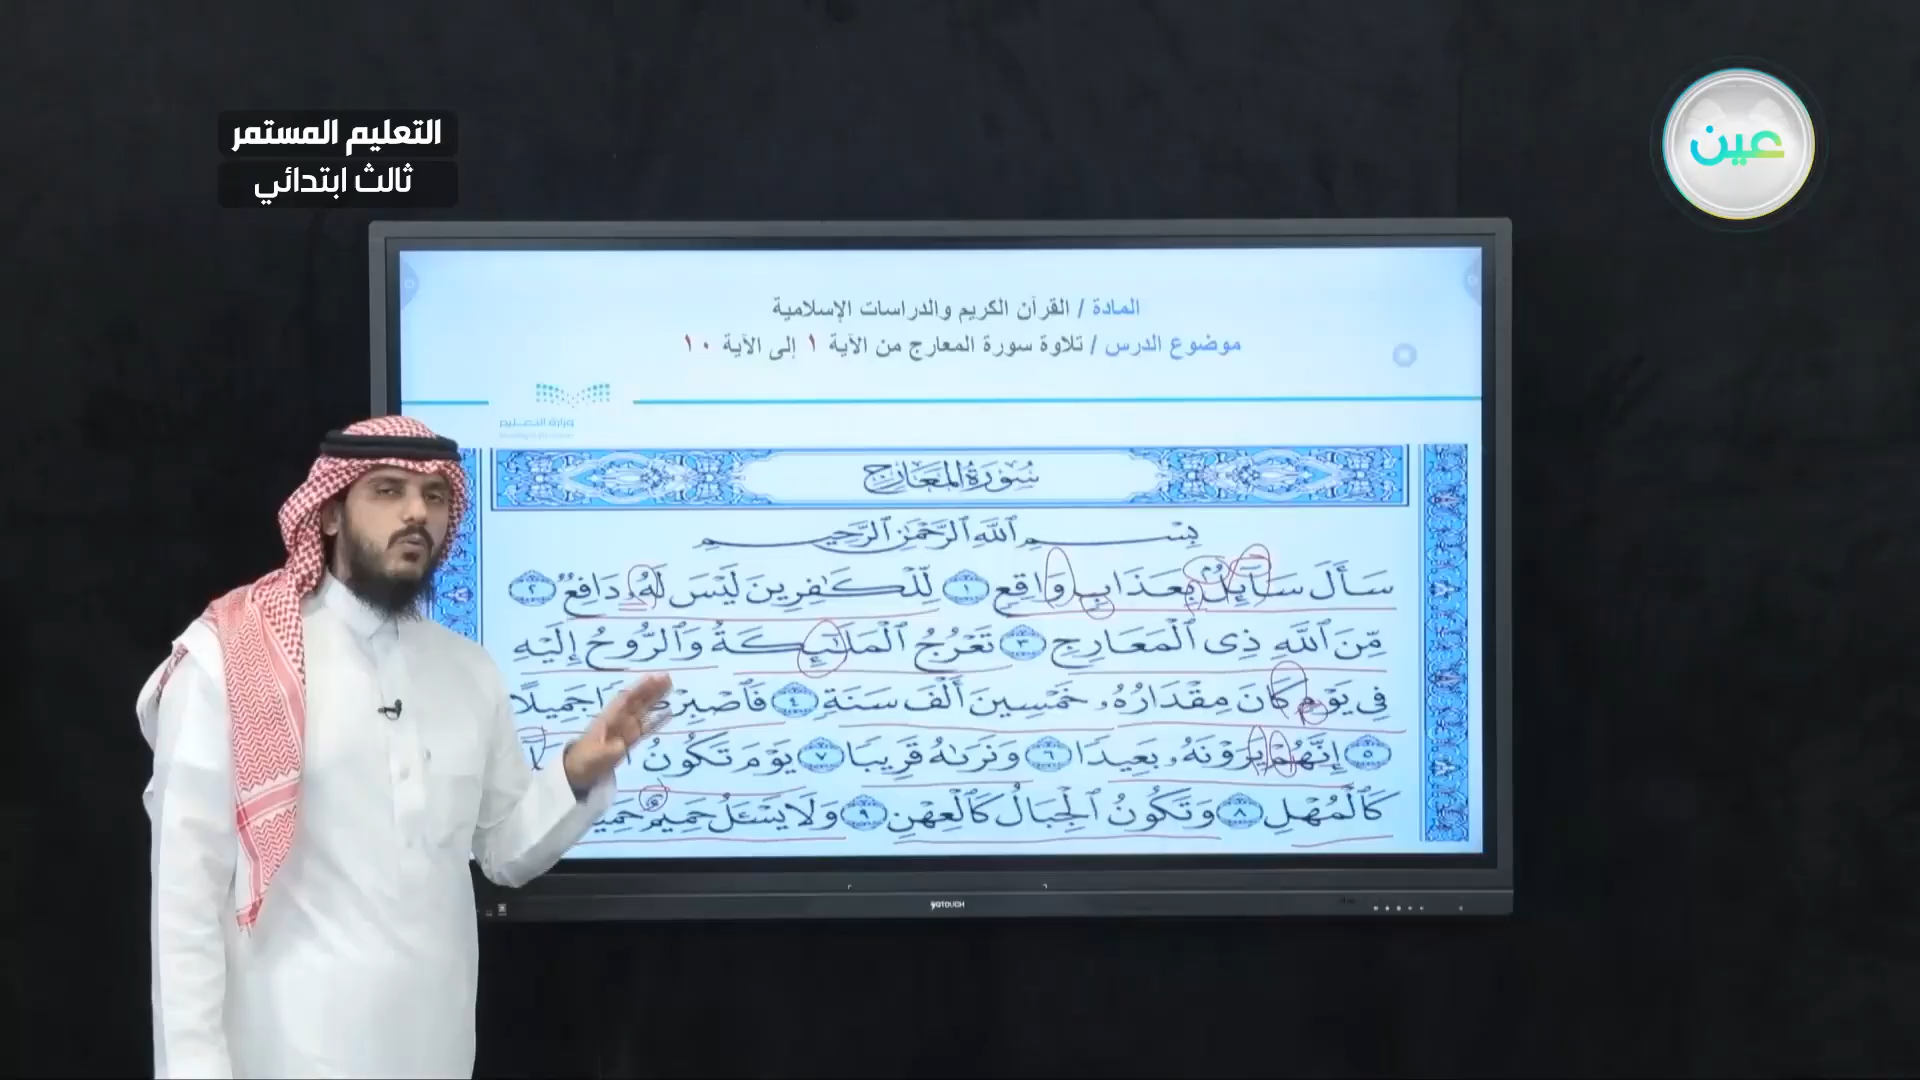 التعليم المستمر
ثالث ابتدائي
عين
المادة / القرآن الكريم والدراسات الإسلامية
موضوع الدرس / تلاوة سورة المعارج من الآية ١ إلى الآية ١٠
وزارة التعليم
سُورَةُ المَعَارِجِ
بِسْمِ ٱللَّهِ ٱلرَّحْمَٰنِ ٱلرَّحِيمِ
سَأَلَ سَآئِلٌۢ بِعَذَابٖ وَاقِعٖ ١ لِّلۡكَٰفِرِينَ لَيۡسَ لَهُۥ دَافِعٞ ٢
مِّنَ ٱللَّهِ ذِي ٱلۡمَعَارِجِ ٣ تَعۡرُجُ ٱلۡمَلَٰٓئِكَةُ وَٱلرُّوحُ إِلَيۡهِ
فِي يَوۡمٖ كَانَ مِقۡدَارُهُۥ خَمۡسِينَ أَلۡفَ سَنَةٖ ٤ فَٱصۡبِرۡ جَمِيلًا
٥ إِنَّهُمۡ يَرَوۡنَهُۥ بَعِيدٗا ٦ وَنَرَىٰهُ قَرِيبٗا ٧ يَوۡمَ تَكُونُ
كَٱلۡمُهۡلِ ٨ وَتَكُونُ ٱلۡجِبَالُ كَٱلۡعِهۡنِ ٩ وَلَا يَسۡـَٔلُ حَمِيمٌ
YQTOUCH